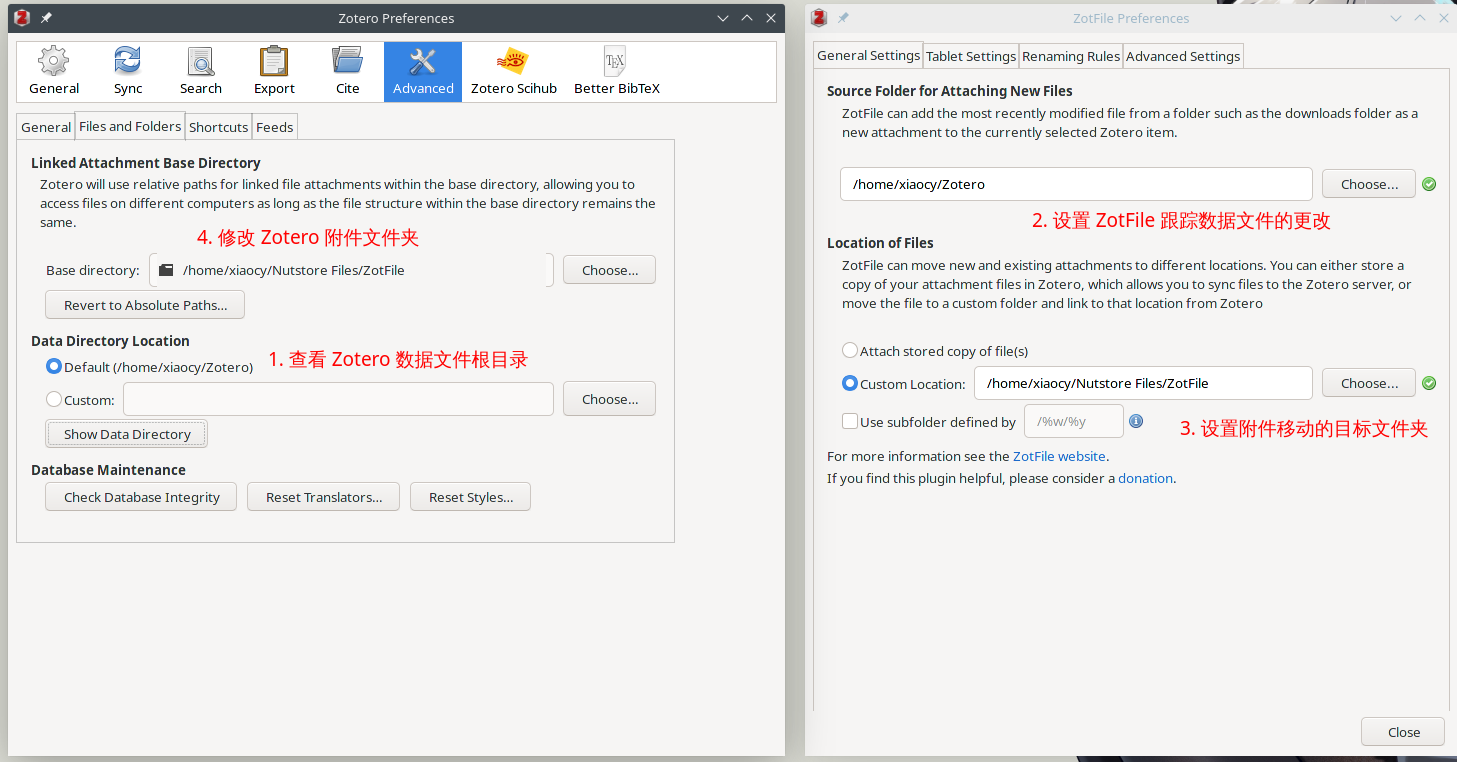 Zotero Preferences
General
Sync
Search
Export
Cite
Advanced
Zotero Scihub
Better BibTeX
General
Files and Folders
Shortcuts
Feeds
Linked Attachment Base Directory
Zotero will use relative paths for linked file attachments within the base directory, allowing you to
access files on different computers as long as the file structure within the base directory remains the
same.
4. 修改 Zotero 附件文件夹
Base directory:
/home/xiaocy/Nutstore Files/ZotFile
Choose...
Revert to Absolute Paths...
Data Directory Location
Default (/home/xiaocy/Zotero)
1. 查看 Zotero 数据文件根目录
Custom:
Choose...
Show Data Directory
Database Maintenance
Check Database Integrity
Reset Translators...
Reset Styles...
ZotFile Preferences
General Settings
Tablet Settings
Renaming Rules
Advanced Settings
Source Folder for Attaching New Files
ZotFile can add the most recently modified file from a folder such as the downloads folder as a
new attachment to the currently selected Zotero item.
/home/xiaocy/Zotero
Choose...
2. 设置 ZotFile 跟踪数据文件的更改
Location of Files
ZotFile can move new and existing attachments to different locations. You can either store a
copy of your attachment files in Zotero, which allows you to sync files to the Zotero server, or
move the file to a custom folder and link to that location from Zotero
Attach stored copy of file(s)
Custom Location:
/home/xiaocy/Nutstore Files/ZotFile
Choose...
Use subfolder defined by
/%w/%y
3. 设置附件移动的目标文件夹
For more information see the ZotFile website.
If you find this plugin helpful, please consider a donation.
Close